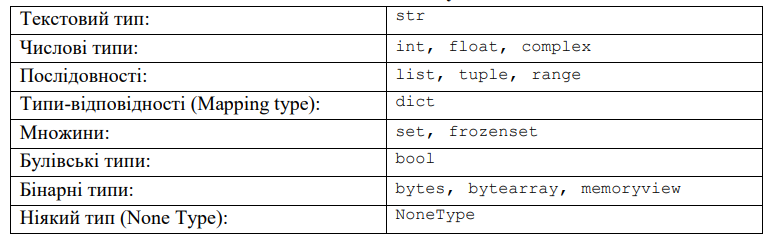 Текстовий тип: str
Числові типи: int, float, complex
Послідовності: list, tuple, range
Типи-відповідності (Mapping type): dict
Множини: set, frozenset
Булівські типи: bool
Бінарні типи: bytes, bytearray, memoryview
Ніякий тип (None Type): NoneType